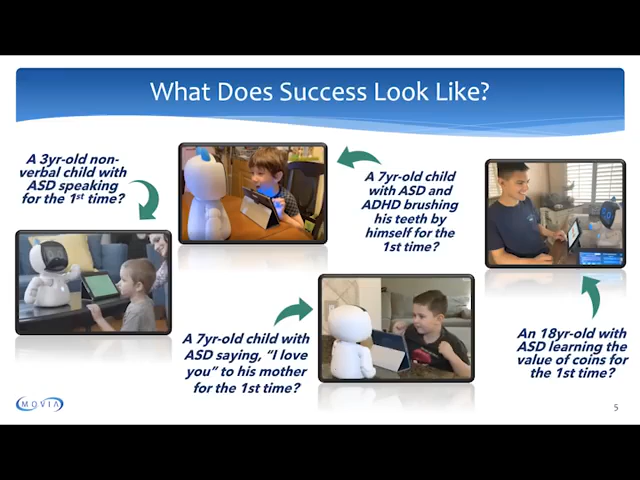 What Does Success Look Like?
A 3yr-old non-
verbal child with
ASD speaking
for the 1st time?
A 7yr-old child
with ASD and
ADHD brushing
his teeth by
himself for the
1st time?
A 7yr-old child with
ASD saying, “I love
you” to his mother
for the 1st time?
An 18yr-old with
ASD learning the
value of coins for
the 1st time?
MOVIA
5